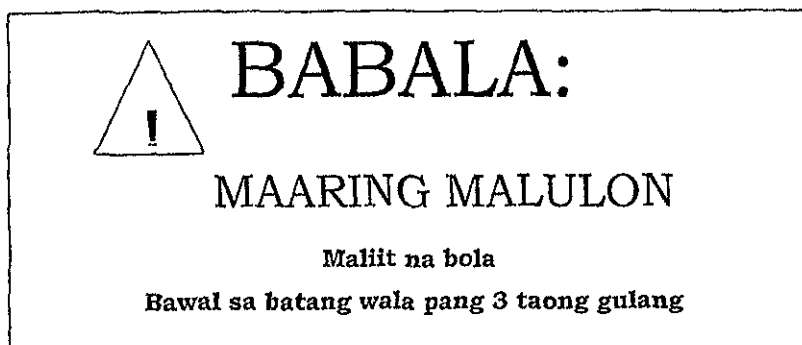 BABALA:
!
MAARING MALULON
Maliit na bola
Bawal sa batang wala pang 3 taong gulang